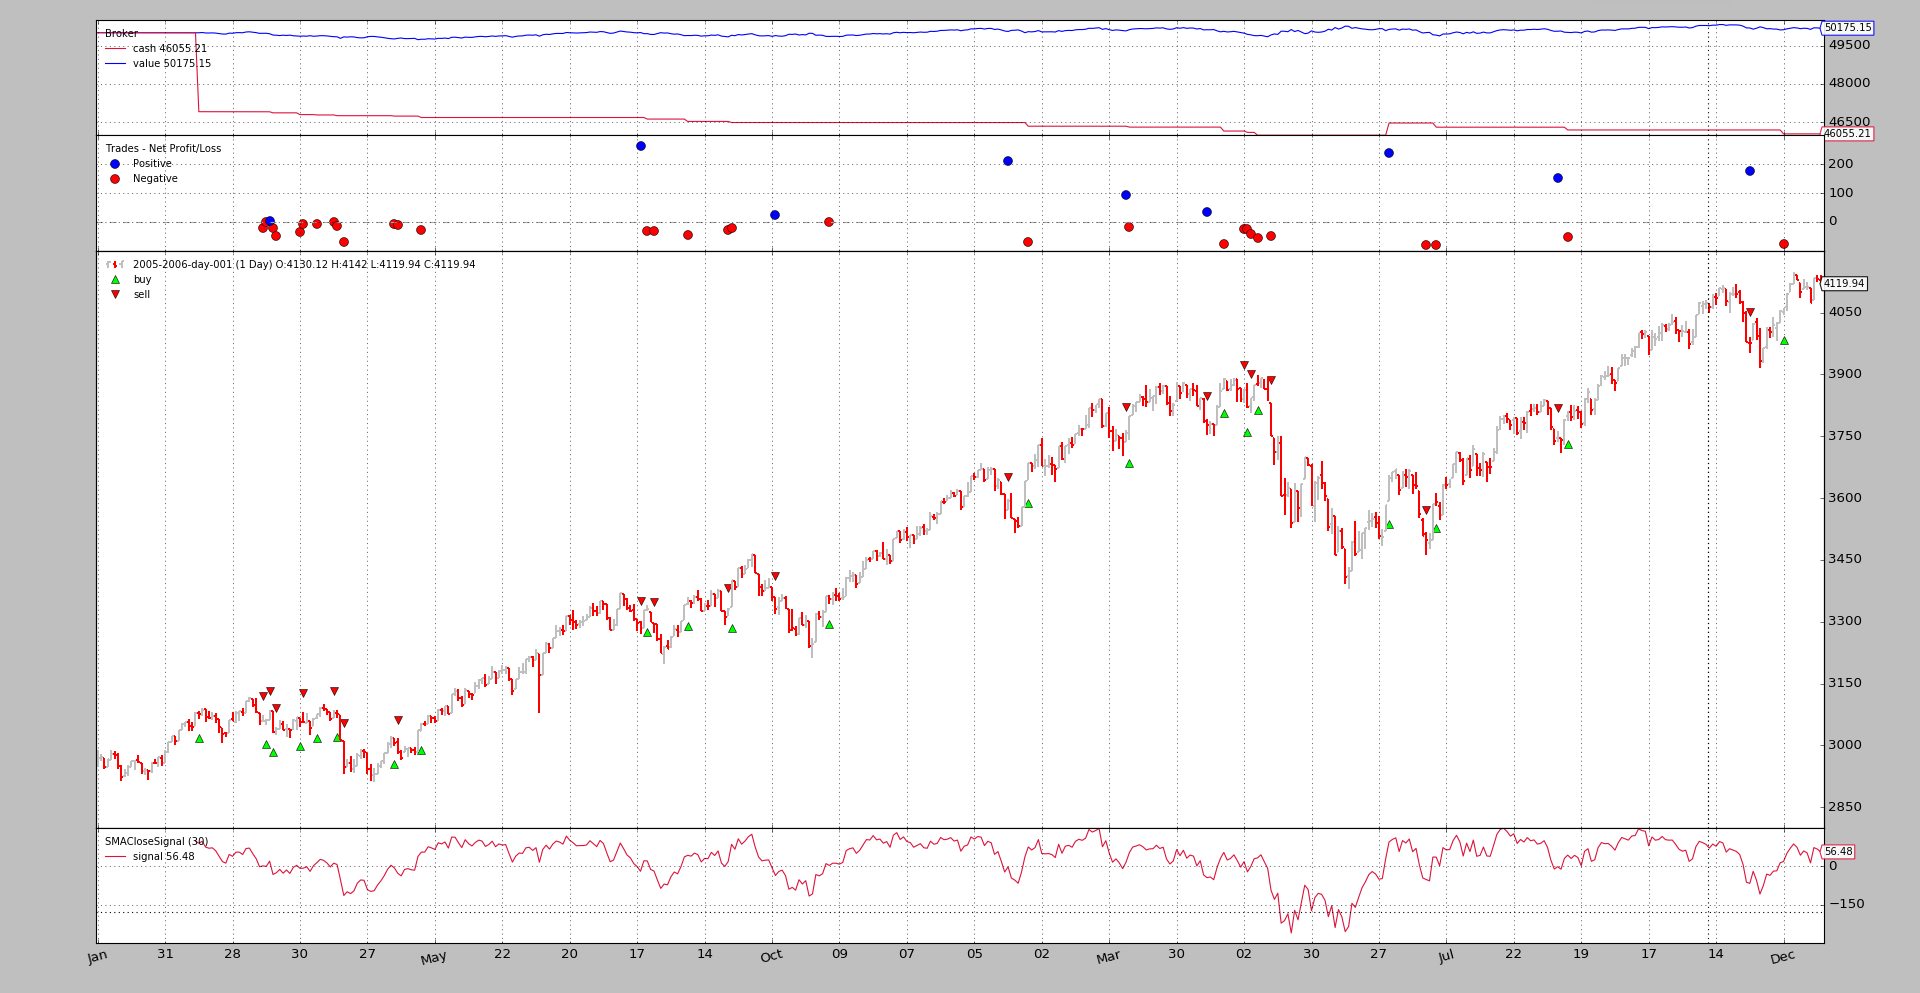 Broker
cash 46055.21
value 50175.15
50175.15
49500
48000
46500
46055.21
Trades - Net Profit/Loss
Positive
Negative
200
100
0
2005-2006-day-001 (1 Day) O:4130.12 H:4142 L:4119.94 C:4119.94
buy
sell
4119.94
4050
3900
3750
3600
3450
3300
3150
3000
2850
SMACloseSignal (30)
signal 56.48
56.48
0
−150
Jan 31 28 30 27 May 22 20 17 14 Oct 09 07 05 02 Mar 30 02 30 27 Jul 22 19 17 14 Dec